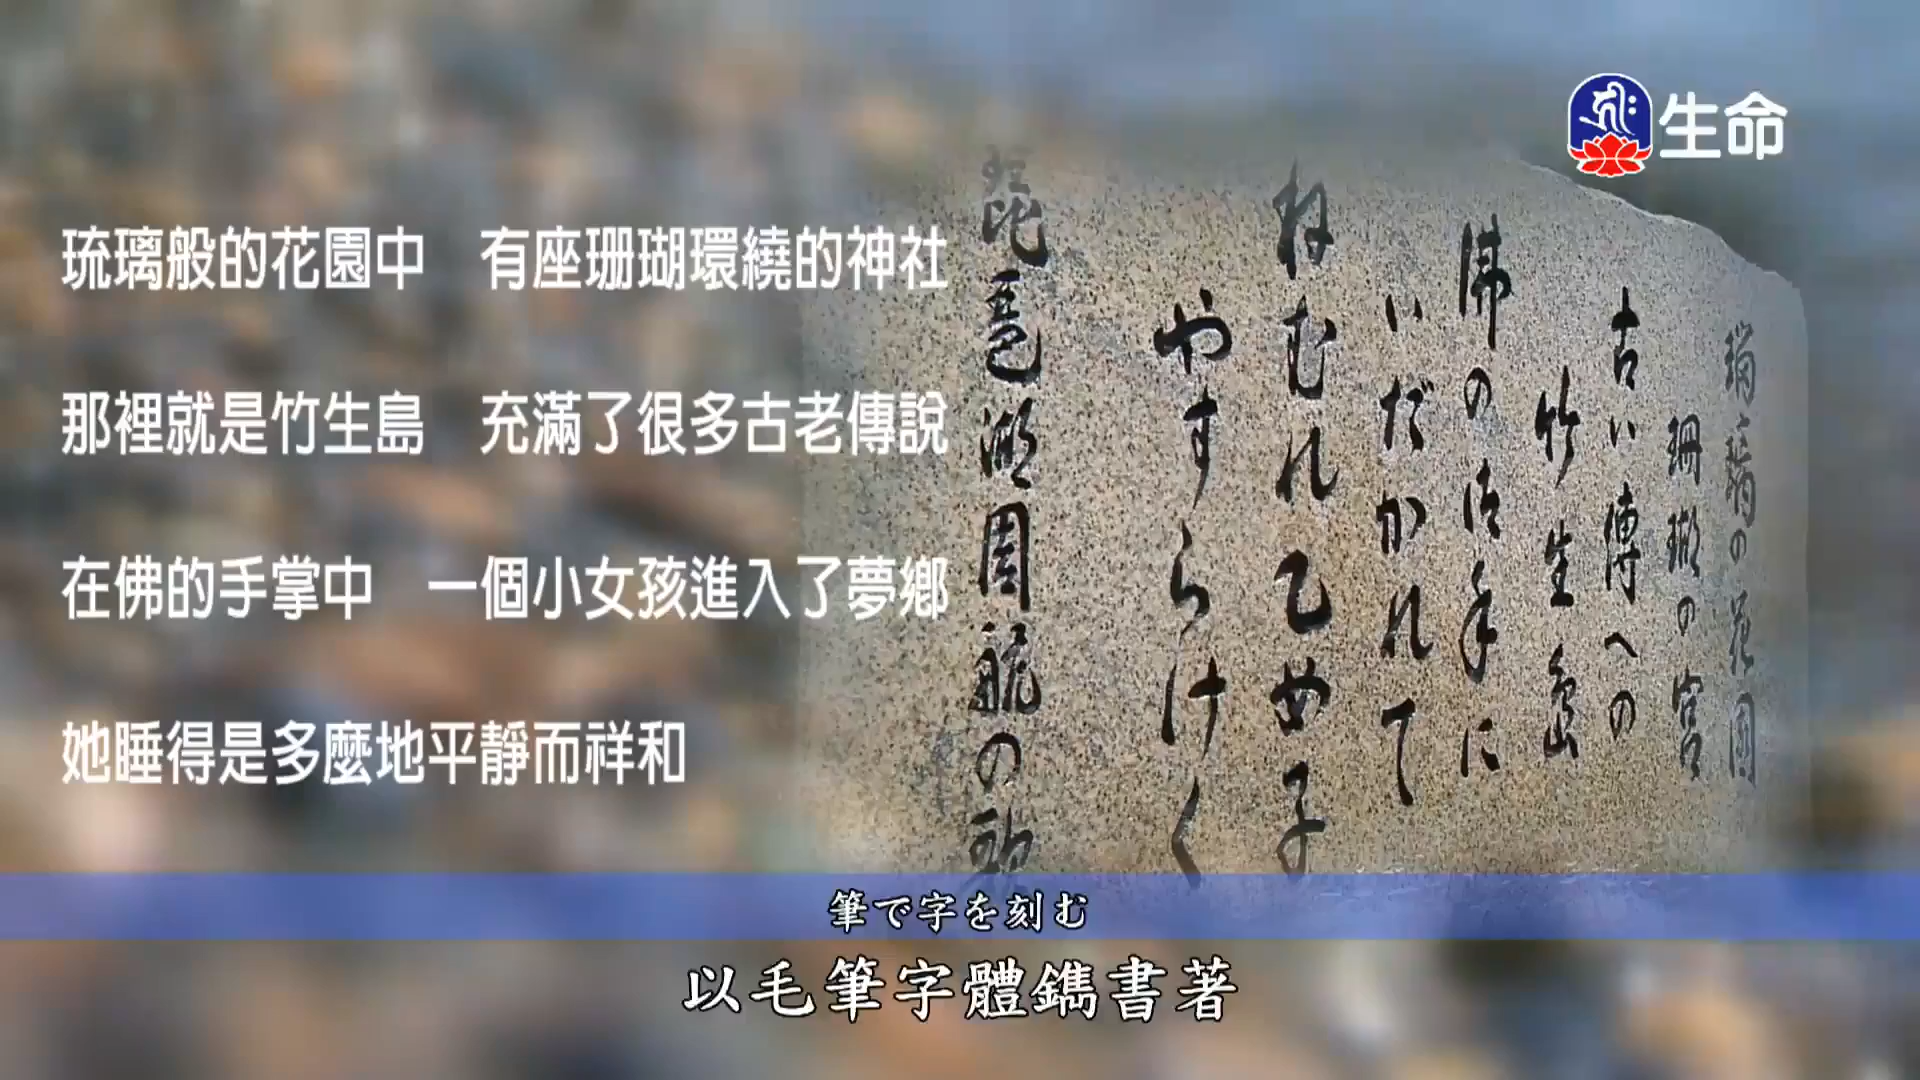 生命
琉璃般的花園中　有座珊瑚環繞的神社
那裡就是竹生島　充滿了很多古老傳說
在佛的手掌中　一個小女孩進入了夢鄉
她睡得是多麼地平靜而祥和
瑠璃の花園
珊瑚の宮
古い傳への
竹生島
佛の御手に
いだかれて
ねむれ乙め子
やすらけく
琵琶湖周航の歌
筆で字を刻む
以毛筆字體鐫書著